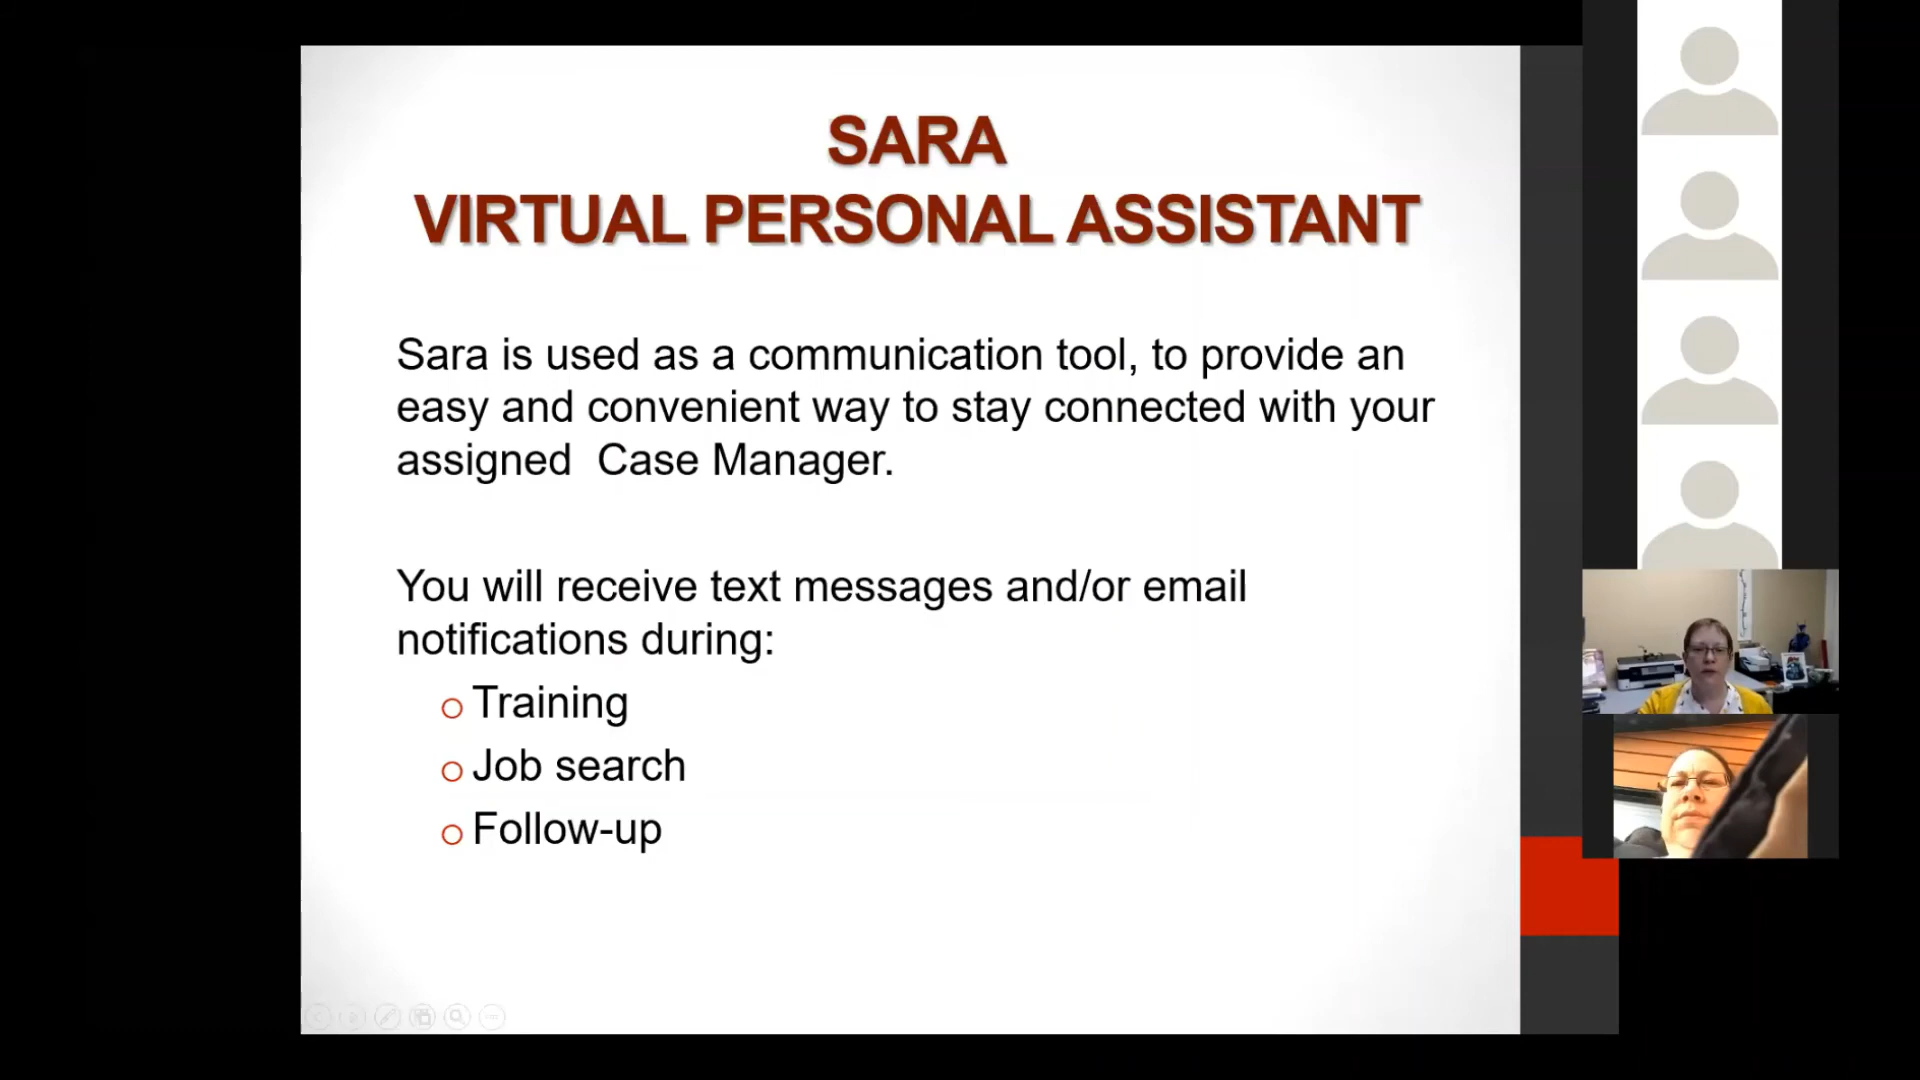 SARA
VIRTUAL PERSONAL ASSISTANT
Sara is used as a communication tool, to provide an
easy and convenient way to stay connected with your
assigned  Case Manager.
You will receive text messages and/or email
notifications during:
Training
Job search
Follow-up